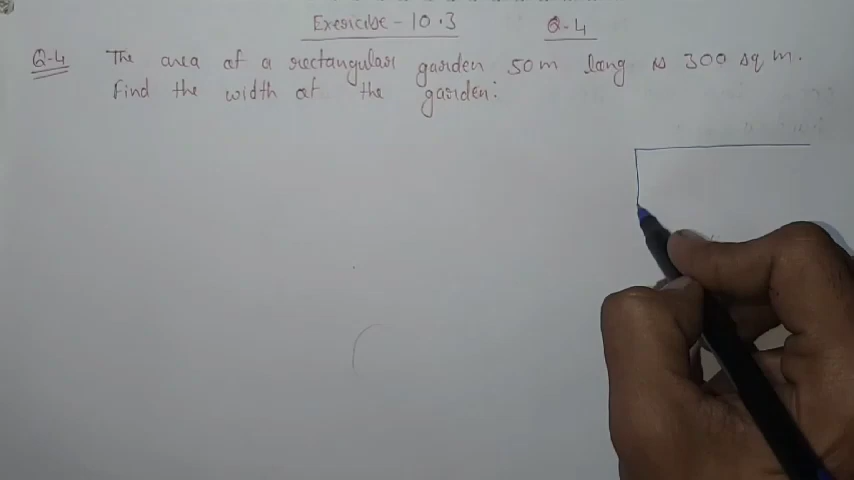 Exercise - 10.3 Q-4
Q-4 The area of a rectangular garden 50m long is 300 sq m.
Find the width of the garden: